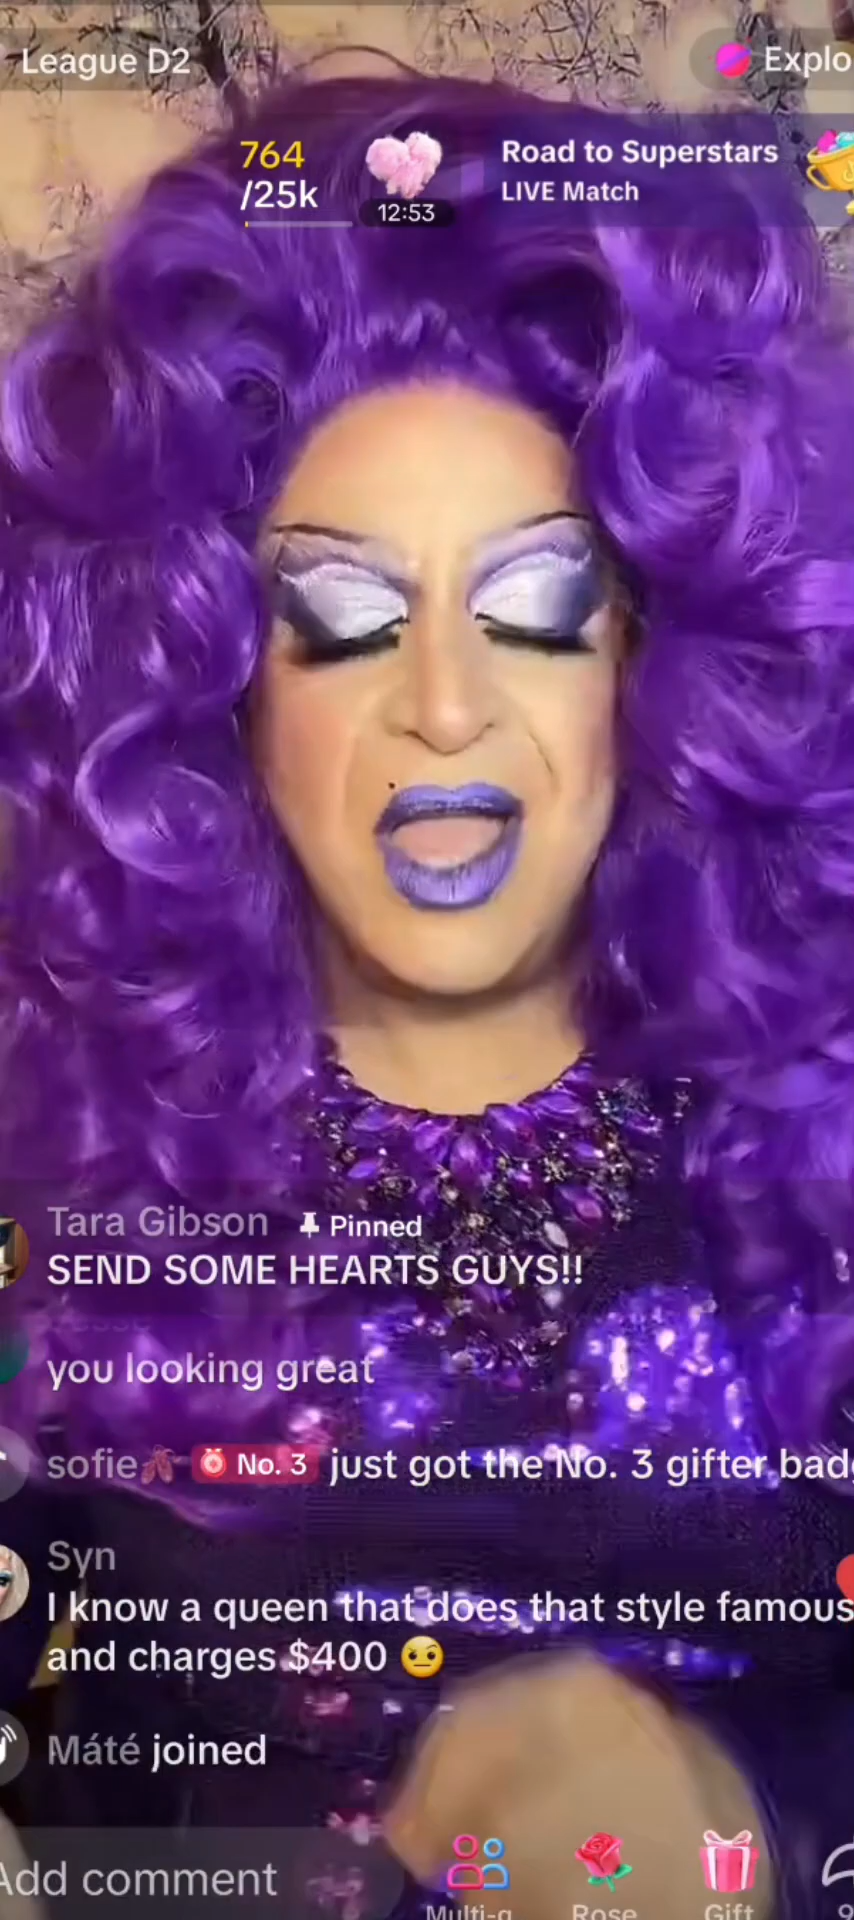 League D2
Explo
764
/25k
12:53
Road to Superstars
LIVE Match
Tara Gibson Pinned
SEND SOME HEARTS GUYS!!
you looking great
sofie No. 3 just got the No. 3 gifter bad
Syn
I know a queen that does that style famous
and charges $400
Máté joined
Add comment
Multi-g
Rose
Gift